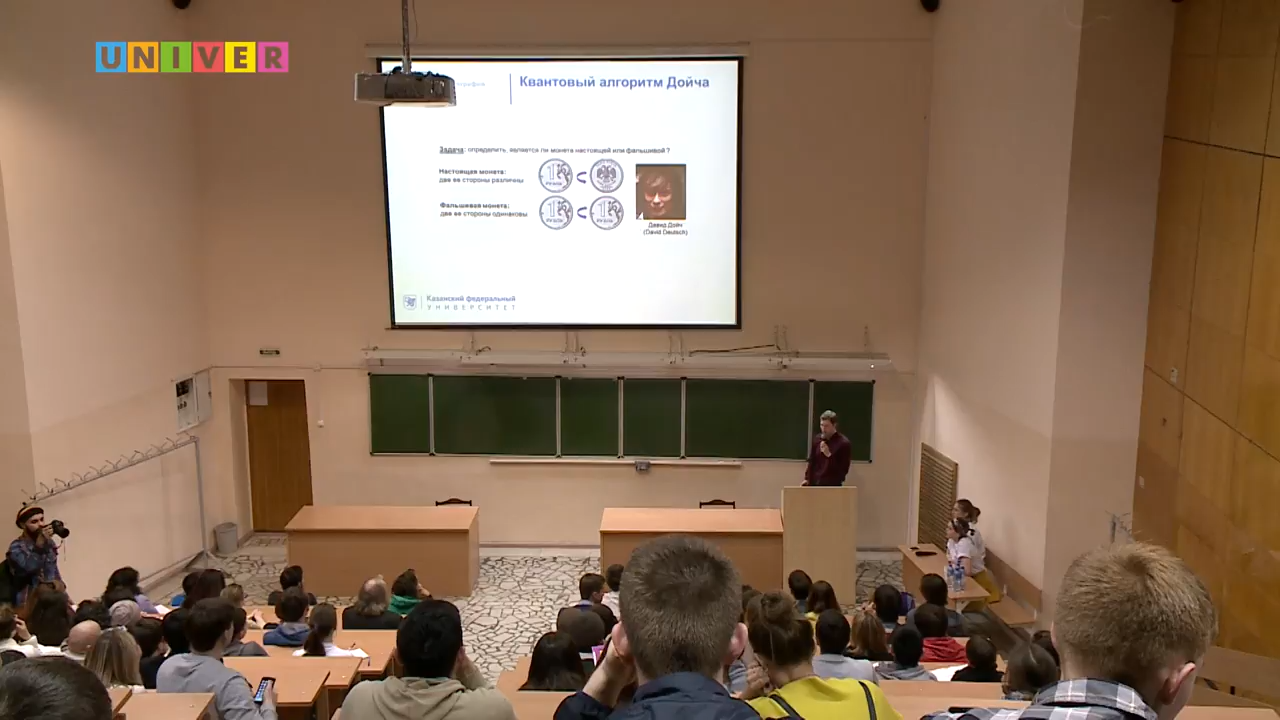 UNIVER
Квантовый алгоритм Дойча
Задача: определить, является ли монета настоящей или фальшивой?
Настоящая монета:
две ее стороны различны
Фальшивая монета:
две ее стороны одинаковы
Дэвид Дойч
(David Deutsch)
Казанский федеральный
УНИВЕРСИТЕТ